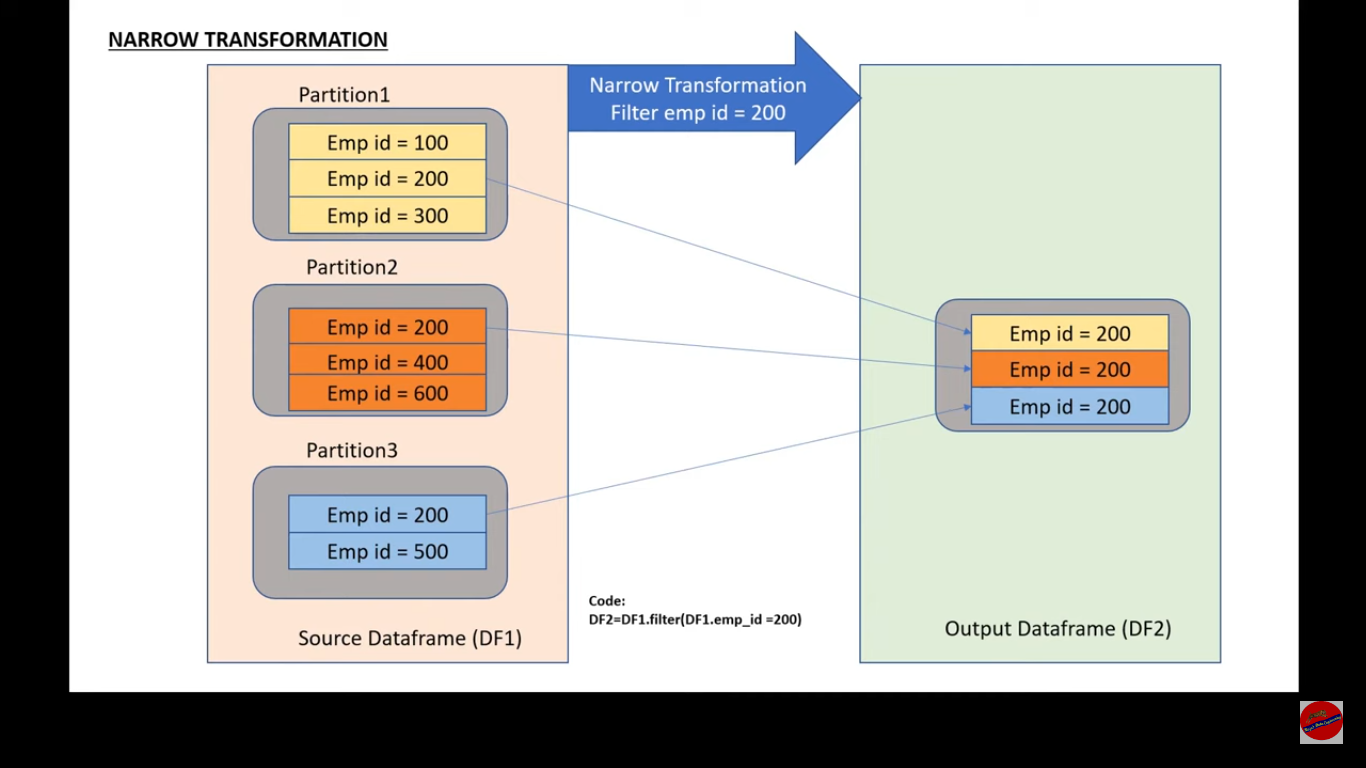 NARROW TRANSFORMATION
Partition1
Emp id = 100
Emp id = 200
Emp id = 300
Partition2
Emp id = 200
Emp id = 400
Emp id = 600
Partition3
Emp id = 200
Emp id = 500
Source Dataframe (DF1)
Narrow Transformation
Filter emp id = 200
Code:
DF2=DF1.filter(DF1.emp_id =200)
Emp id = 200
Emp id = 200
Emp id = 200
Output Dataframe (DF2)